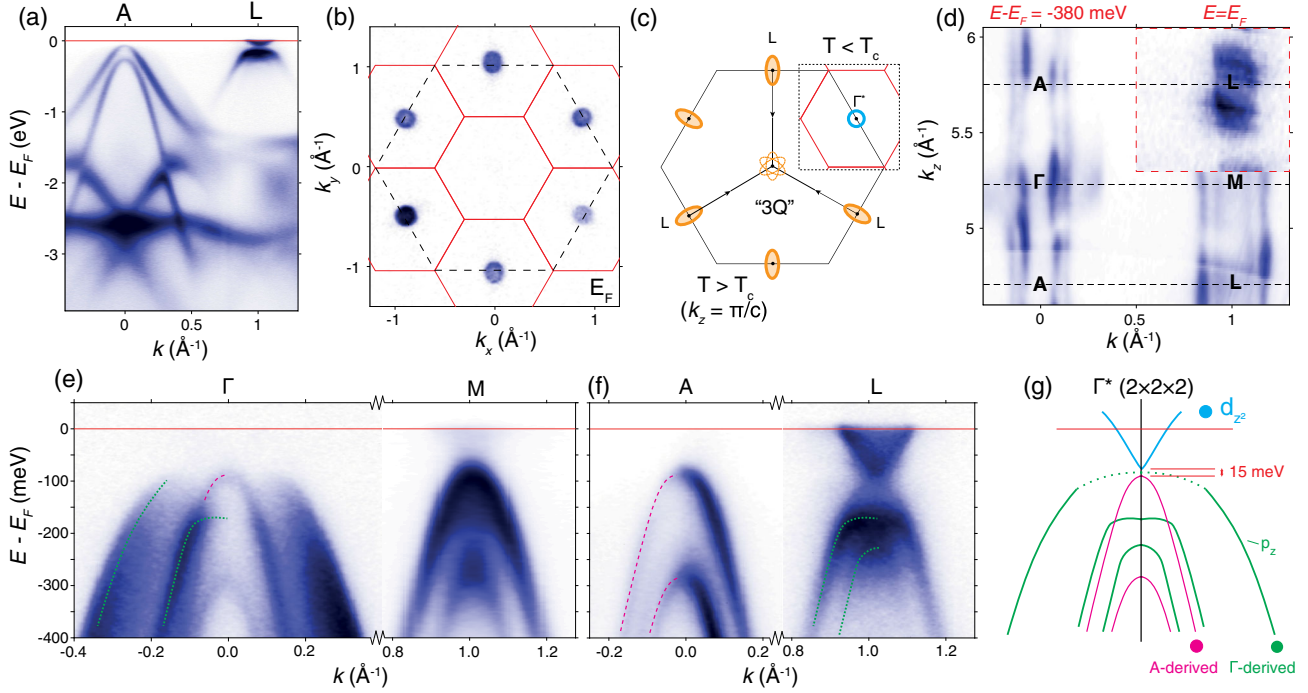 (a)
A
L
0
-1
-2
-3
E - E_F (eV)
0
1
k (Å⁻¹)
(b)
1
0
-1
k_y (Å⁻¹)
E_F
-1
0
1
k_x (Å⁻¹)
(c)
L
T < T_c
Γ*
"3Q"
L
L
T > T_c
(k_z = π/c)
(d)
E-E_F = -380 meV
E=E_F
6
5.5
5
k_z (Å⁻¹)
A
L
Γ
M
A
L
0
0.5
1
k (Å⁻¹)
(e)
Γ
M
0
-100
-200
-300
-400
E - E_F (meV)
-0.4
-0.2
0.0
0.2
0.8
1.0
1.2
k (Å⁻¹)
(f)
A
L
-0.2
0.0
0.2
0.8
1.0
1.2
k (Å⁻¹)
(g)
Γ* (2×2×2)
d_z²
15 meV
p_z
A-derived
Γ-derived